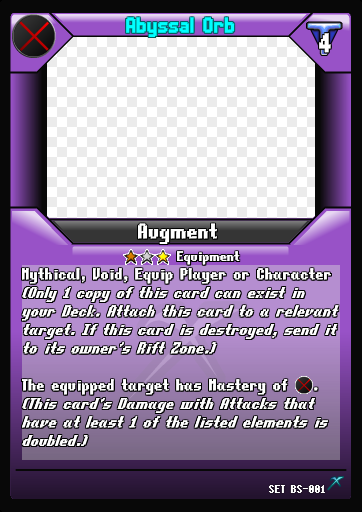 Abyssal Orb
4
Augment
Equipment
Mythical, Void, Equip Player or Character
(Only 1 copy of this card can exist in
your Deck. Attach this card to a relevant
target. If this card is destroyed, send it
to its owner's Rift Zone.)
The equipped target has Mastery of .
(This card's Damage with Attacks that
have at least 1 of the listed elements is
doubled.)
SET BS-001